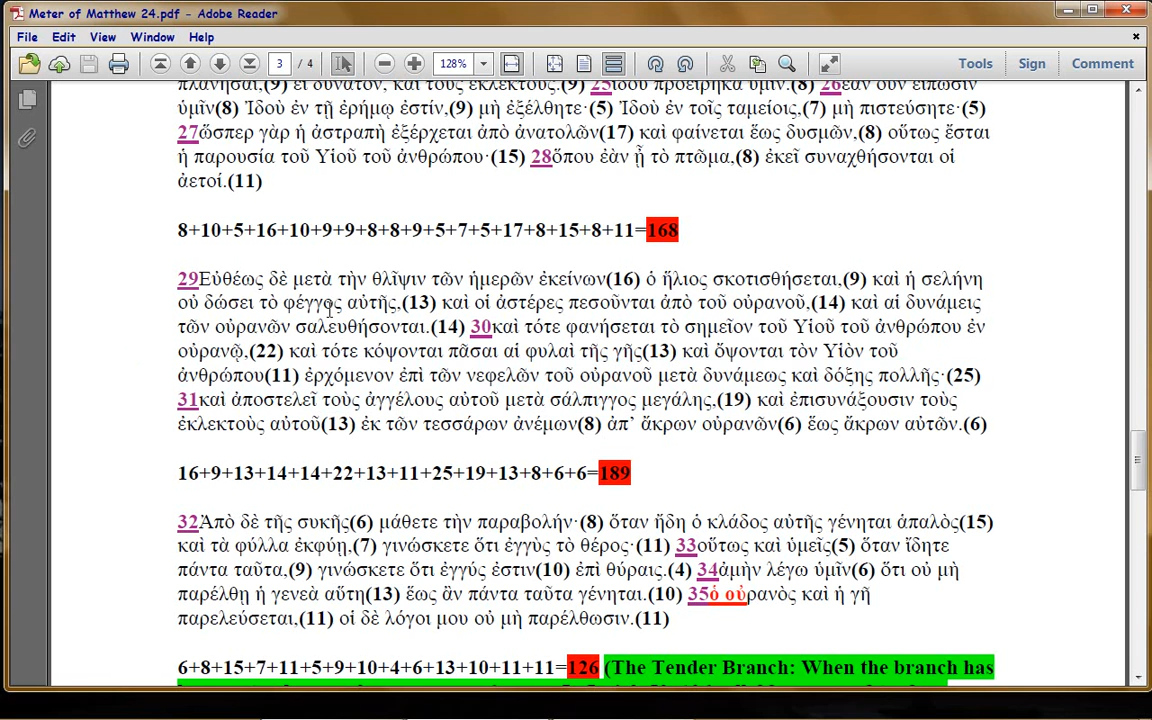 Meter of Matthew 24.pdf - Adobe Reader
File Edit View Window Help
3 / 4 128% Tools Sign Comment
πλανῆσαι,(9) εἰ δυνατόν, καὶ τοὺς ἐκλεκτούς.(9) 25ἰδοὺ προείρηκα ὑμῖν.(8) 26ἐὰν οὖν εἴπωσιν
ὑμῖν(8) Ἰδοὺ ἐν τῇ ἐρήμῳ ἐστίν,(9) μὴ ἐξέλθητε·(5) Ἰδοὺ ἐν τοῖς ταμείοις,(7) μὴ πιστεύσητε·(5)
27ὥσπερ γὰρ ἡ ἀστραπὴ ἐξέρχεται ἀπὸ ἀνατολῶν(17) καὶ φαίνεται ἕως δυσμῶν,(8) οὕτως ἔσται
ἡ παρουσία τοῦ Υἱοῦ τοῦ ἀνθρώπου·(15) 28ὅπου ἐὰν ᾖ τὸ πτῶμα,(8) ἐκεῖ συναχθήσονται οἱ
ἀετοί.(11)
8+10+5+16+10+9+9+8+8+9+5+7+5+17+8+15+8+11=168
29Εὐθέως δὲ μετὰ τὴν θλῖψιν τῶν ἡμερῶν ἐκείνων(16) ὁ ἥλιος σκοτισθήσεται,(9) καὶ ἡ σελήνη
οὐ δώσει τὸ φέγγος αὐτῆς,(13) καὶ οἱ ἀστέρες πεσοῦνται ἀπὸ τοῦ οὐρανοῦ,(14) καὶ αἱ δυνάμεις
τῶν οὐρανῶν σαλευθήσονται.(14) 30καὶ τότε φανήσεται τὸ σημεῖον τοῦ Υἱοῦ τοῦ ἀνθρώπου ἐν
οὐρανῷ,(22) καὶ τότε κόψονται πᾶσαι αἱ φυλαὶ τῆς γῆς(13) καὶ ὄψονται τὸν Υἱὸν τοῦ
ἀνθρώπου(11) ἐρχόμενον ἐπὶ τῶν νεφελῶν τοῦ οὐρανοῦ μετὰ δυνάμεως καὶ δόξης πολλῆς·(25)
31καὶ ἀποστελεῖ τοὺς ἀγγέλους αὐτοῦ μετὰ σάλπιγγος μεγάλης,(19) καὶ ἐπισυνάξουσιν τοὺς
ἐκλεκτοὺς αὐτοῦ(13) ἐκ τῶν τεσσάρων ἀνέμων(8) ἀπ’ ἄκρων οὐρανῶν(6) ἕως ἄκρων αὐτῶν.(6)
16+9+13+14+14+22+13+11+25+19+13+8+6+6=189
32Ἀπὸ δὲ τῆς συκῆς(6) μάθετε τὴν παραβολήν·(8) ὅταν ἤδη ὁ κλάδος αὐτῆς γένηται ἁπαλὸς(15)
καὶ τὰ φύλλα ἐκφύῃ,(7) γινώσκετε ὅτι ἐγγὺς τὸ θέρος·(11) 33οὕτως καὶ ὑμεῖς(5) ὅταν ἴδητε
πάντα ταῦτα,(9) γινώσκετε ὅτι ἐγγύς ἐστιν(10) ἐπὶ θύραις.(4) 34ἀμὴν λέγω ὑμῖν(6) ὅτι οὐ μὴ
παρέλθῃ ἡ γενεὰ αὕτη(13) ἕως ἂν πάντα ταῦτα γένηται.(10) 35ὁ οὐρανὸς καὶ ἡ γῆ
παρελεύσεται,(11) οἱ δὲ λόγοι μου οὐ μὴ παρέλθωσιν.(11)
6+8+15+7+11+5+9+10+4+6+13+10+11+11=126 (The Tender Branch: When the branch has